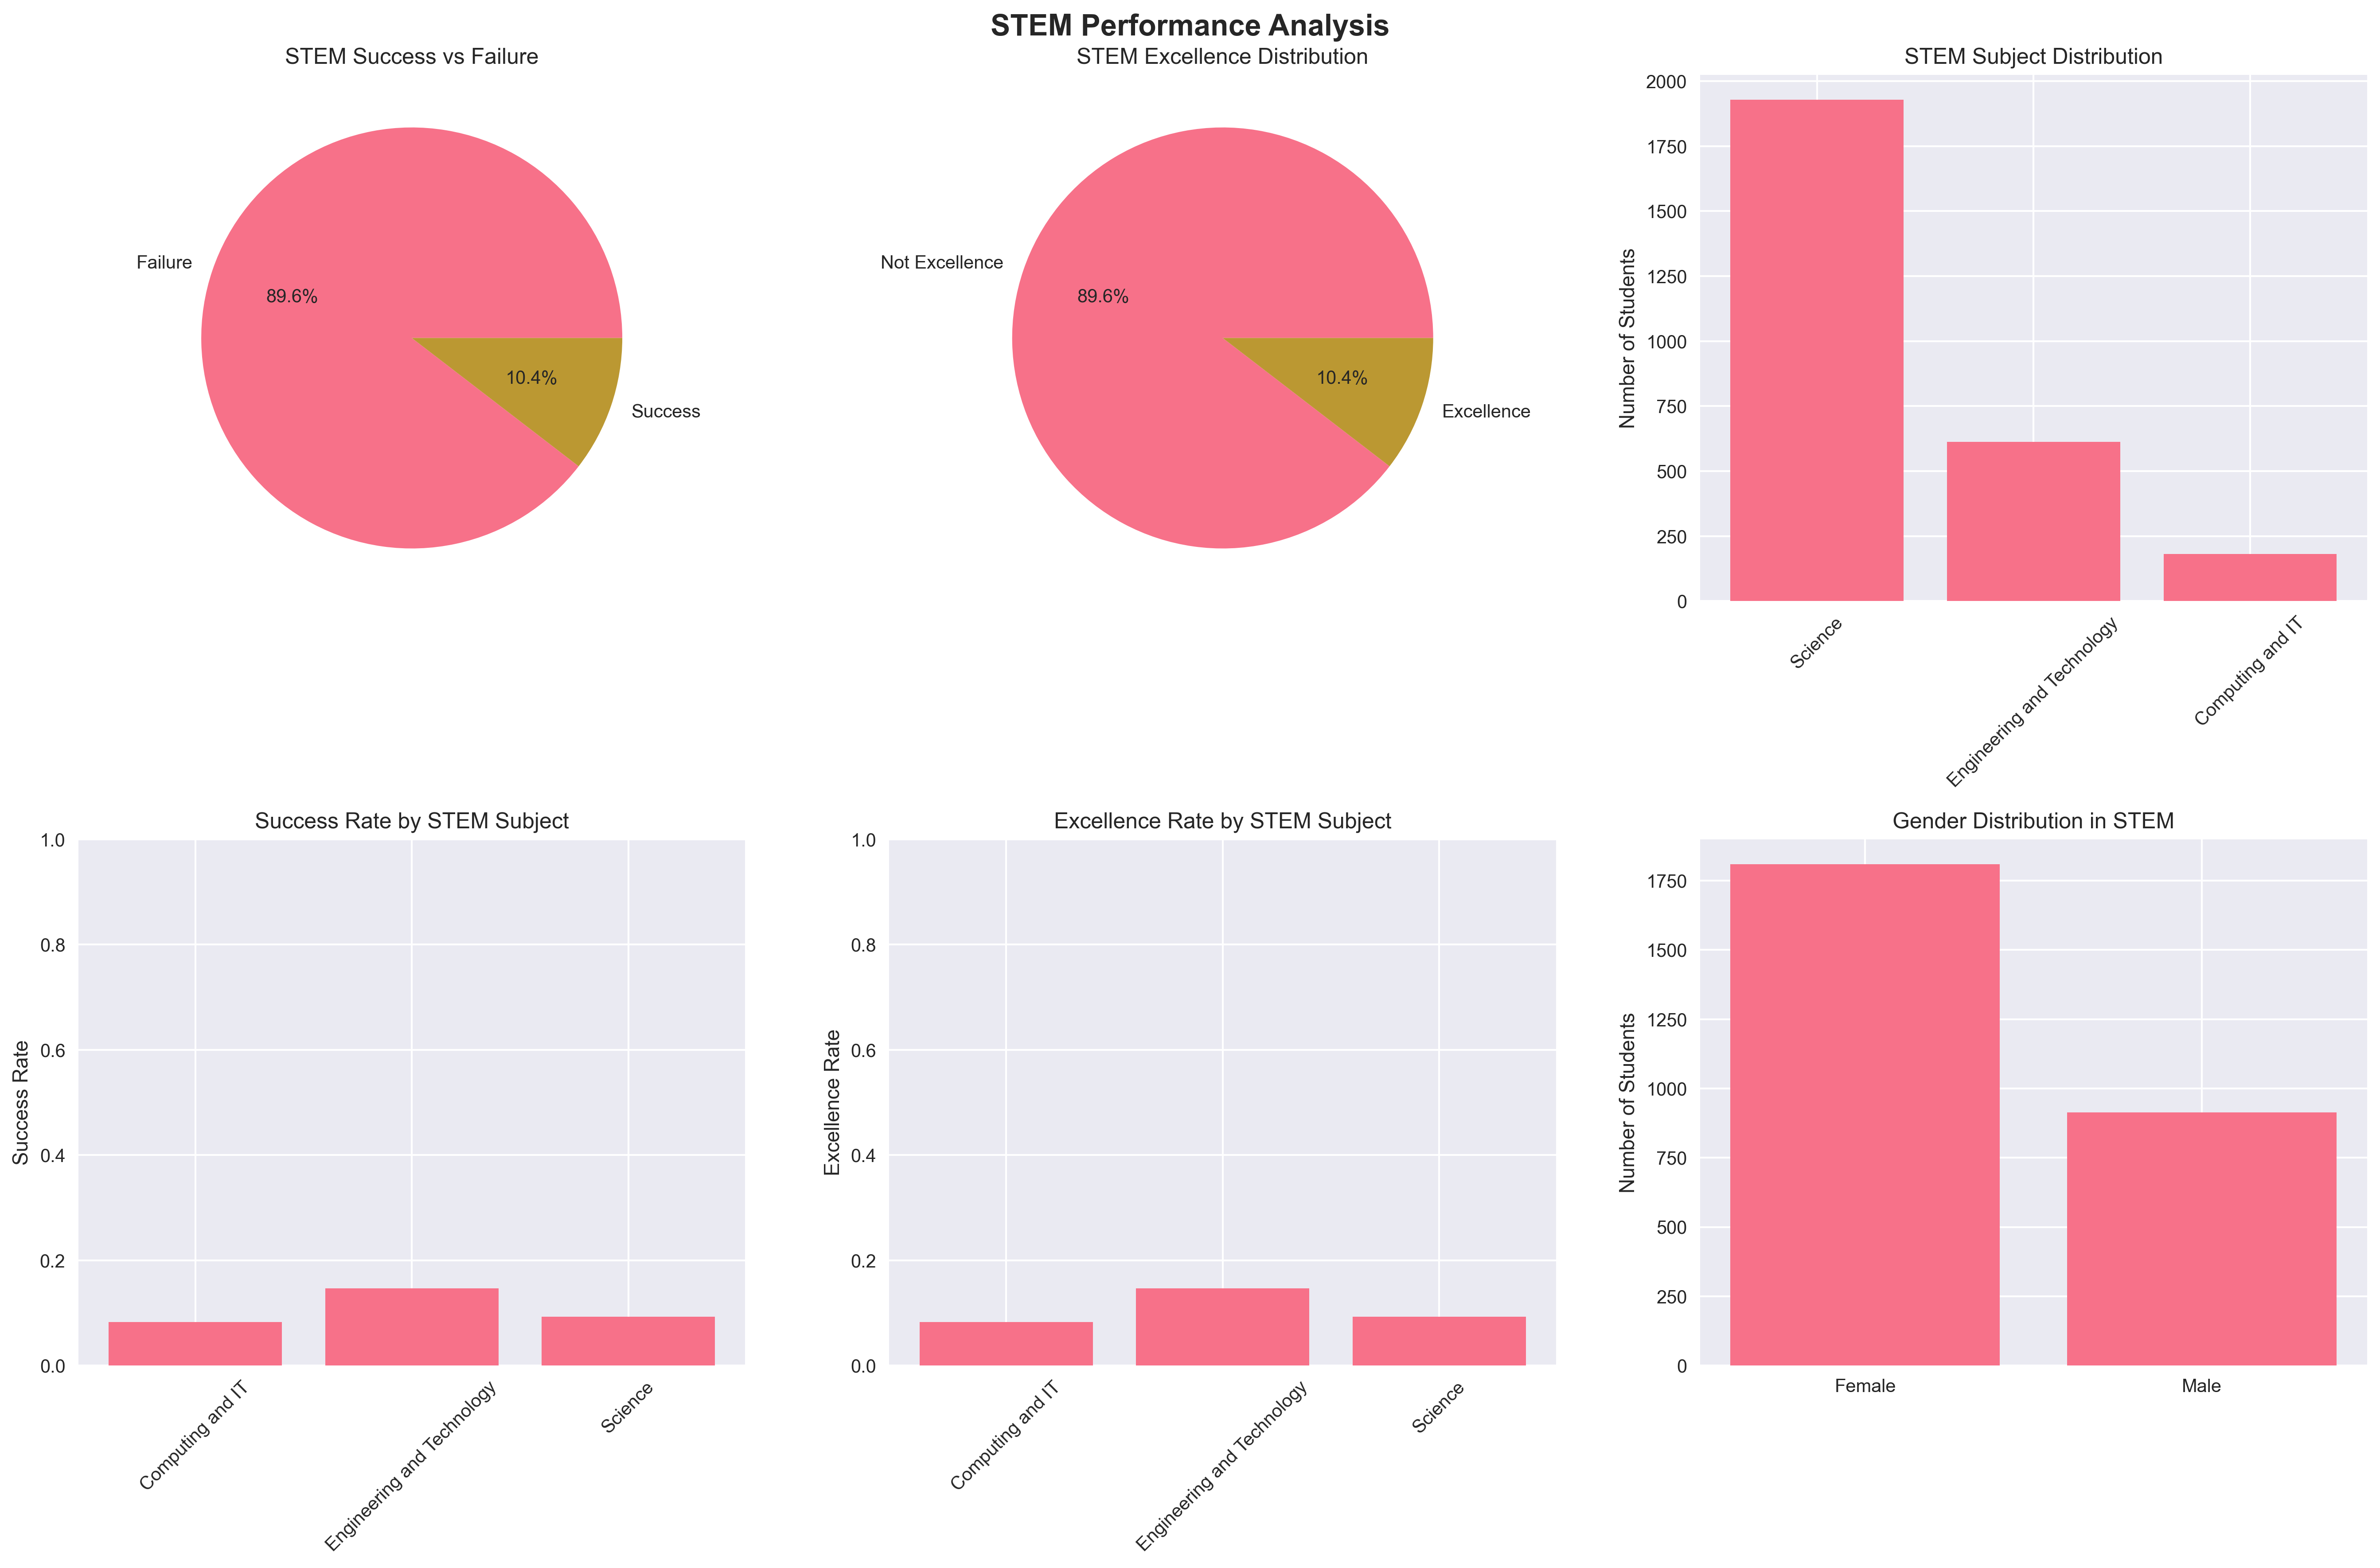 STEM Performance Analysis
STEM Success vs Failure
Failure
89.6%
10.4%
Success
STEM Excellence Distribution
Not Excellence
89.6%
10.4%
Excellence
STEM Subject Distribution
Number of Students
2000
1750
1500
1250
1000
750
500
250
0
Science
Engineering and Technology
Computing and IT
Success Rate by STEM Subject
Success Rate
1.0
0.8
0.6
0.4
0.2
0.0
Computing and IT
Engineering and Technology
Science
Excellence Rate by STEM Subject
Excellence Rate
1.0
0.8
0.6
0.4
0.2
0.0
Computing and IT
Engineering and Technology
Science
Gender Distribution in STEM
Number of Students
1750
1500
1250
1000
750
500
250
0
Female
Male